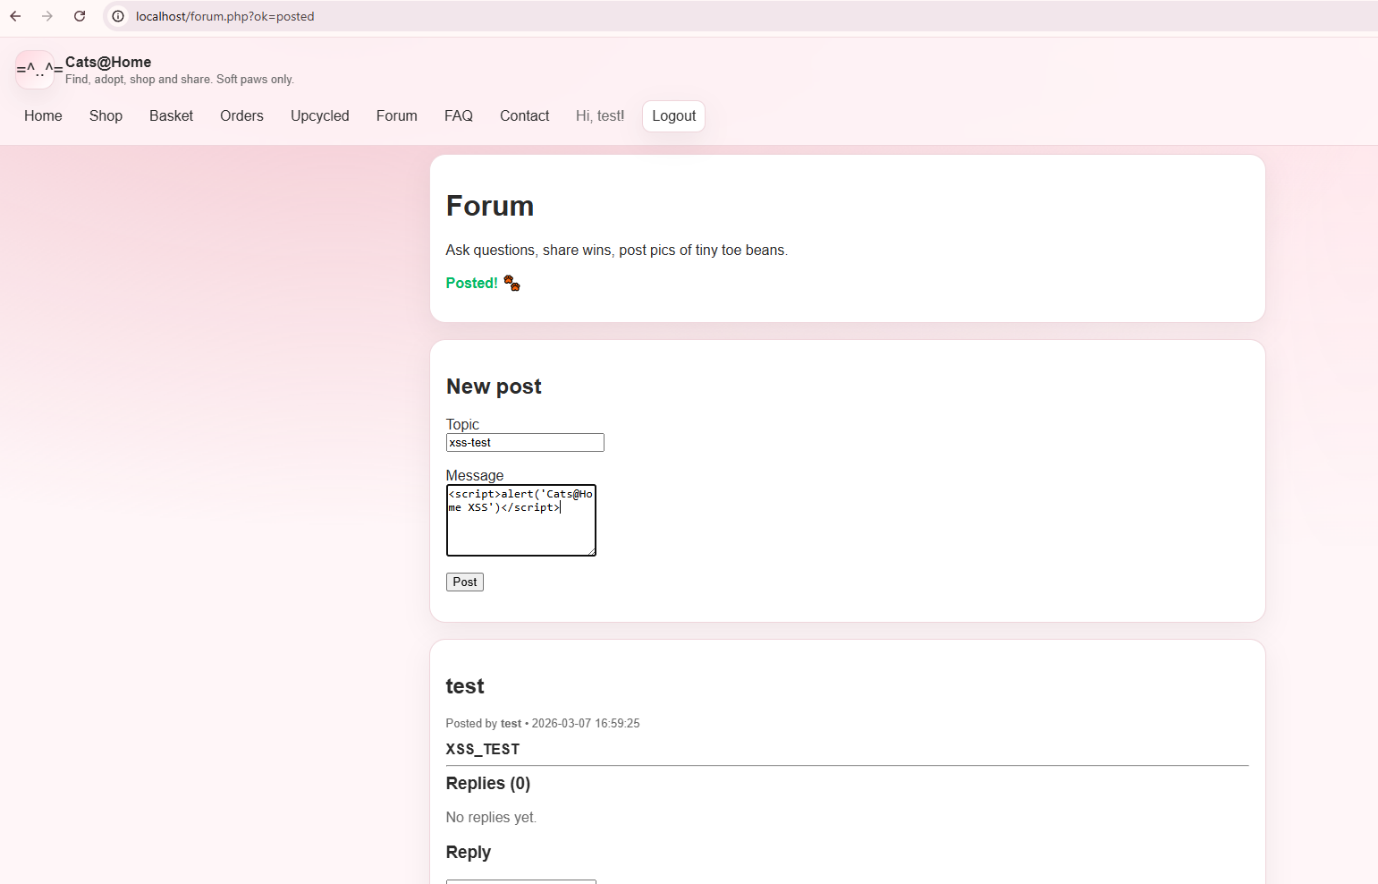 localhost/forum.php?ok=posted
=^..^=
Cats@Home
Find, adopt, shop and share. Soft paws only.
Home Shop Basket Orders Upcycled Forum FAQ Contact Hi, test! Logout
Forum
Ask questions, share wins, post pics of tiny toe beans.
Posted!
New post
Topic
xss-test
Message
<script>alert('Cats@Ho
me XSS')</script>
Post
test
Posted by test • 2026-03-07 16:59:25
XSS_TEST
Replies (0)
No replies yet.
Reply